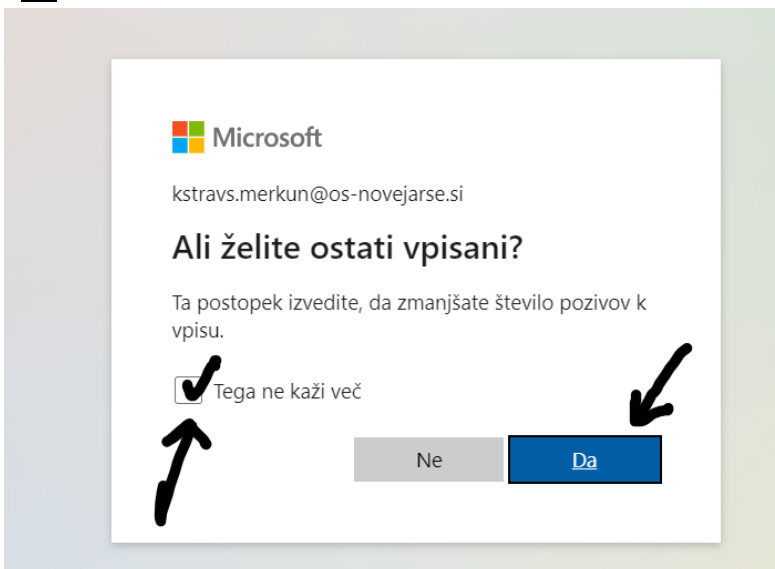 Microsoft
kstravs.merkun@os-novejarse.si
Ali želite ostati vpisani?
Ta postopek izvedite, da zmanjšate število pozivov k
vpisu.
Tega ne kaži več
Ne
Da